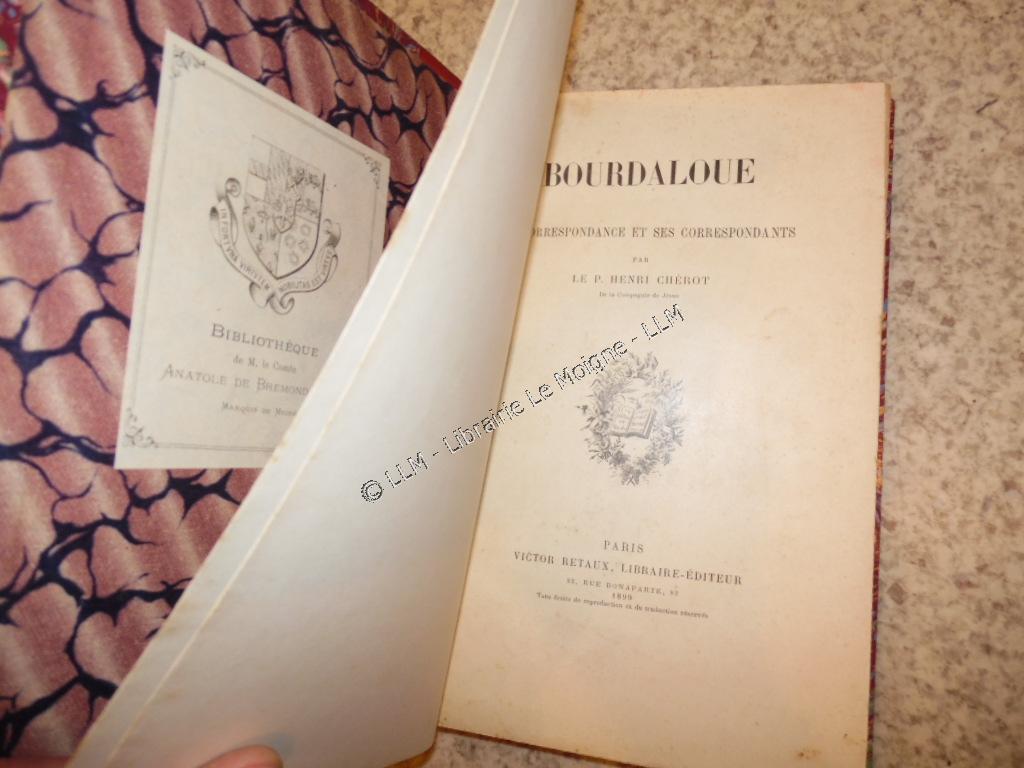 BIBLIOTHÈQUE
de M. le Comte
ANATOLE DE BREMOND
MARQUIS DE
BOURDALOUE
ORRESPONDANCE ET SES CORRESPONDANTS
PAR
LE P. HENRI CHÉROT
De la Compagnie de Jésus
© LLM - Librairie Le Moigne - LLM
PARIS
VICTOR RETAUX, LIBRAIRE-ÉDITEUR
82, RUE BONAPARTE, 82
1899
Tous droits de reproduction et de traduction réservés